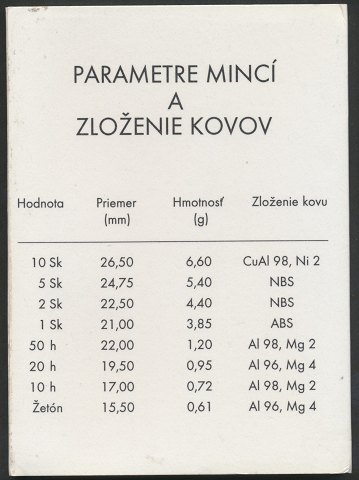 PARAMETRE MINCÍ
A
ZLOŽENIE KOVOV
Hodnota Priemer Hmotnosť Zloženie kovu
(mm) (g)
10 Sk 26,50 6,60 CuAl 98, Ni 2
5 Sk 24,75 5,40 NBS
2 Sk 22,50 4,40 NBS
1 Sk 21,00 3,85 ABS
50 h 22,00 1,20 Al 98, Mg 2
20 h 19,50 0,95 Al 96, Mg 4
10 h 17,00 0,72 Al 98, Mg 2
Žetón 15,50 0,61 Al 96, Mg 4